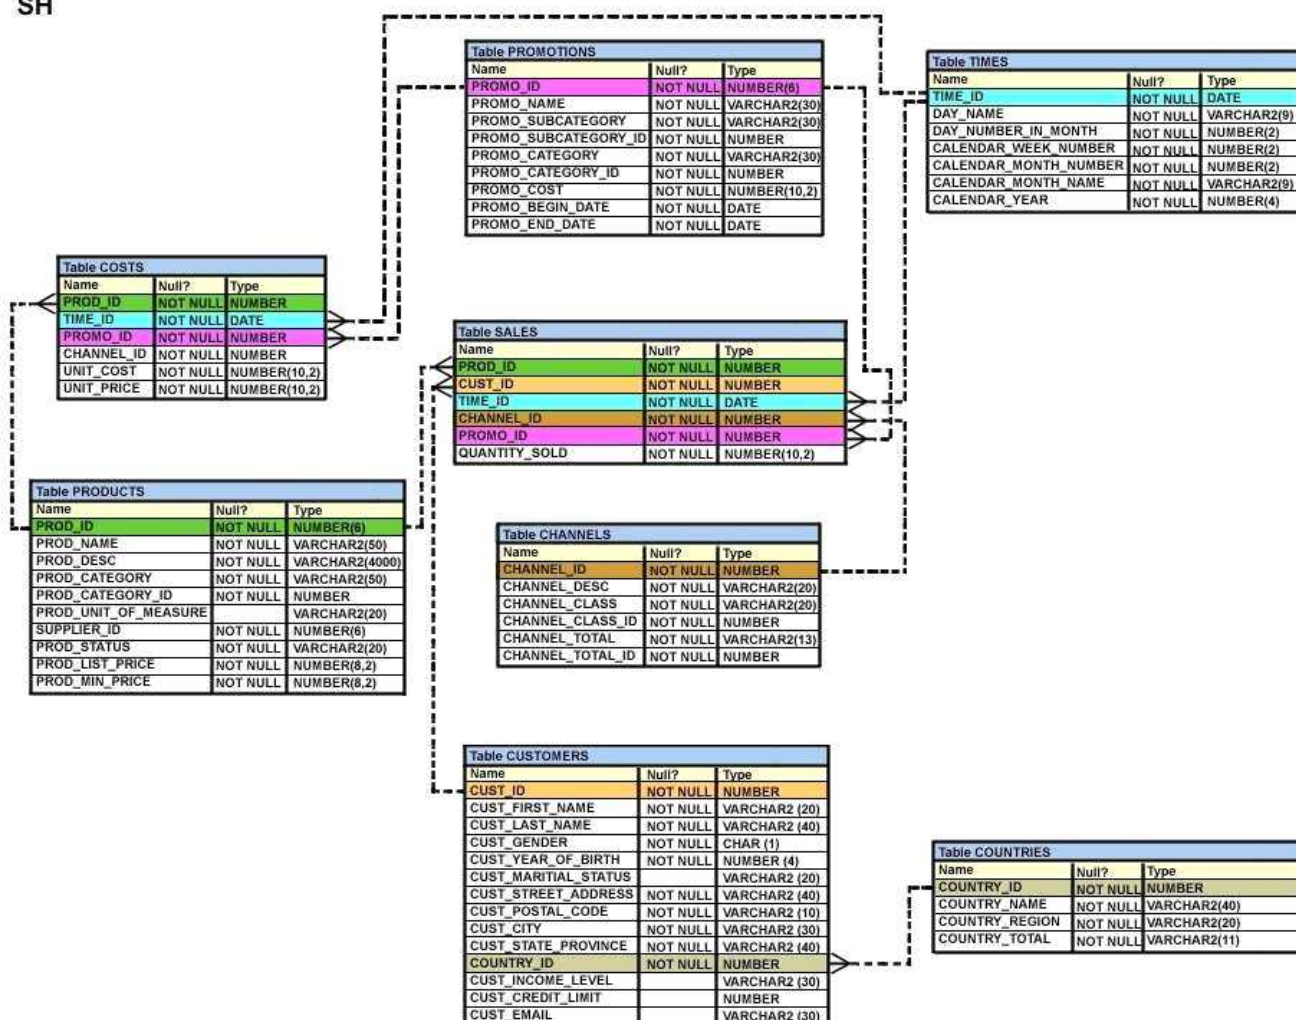 SH
Table PROMOTIONS
Name Null? Type
PROMO_ID NOT NULL NUMBER(6)
PROMO_NAME NOT NULL VARCHAR2(30)
PROMO_SUBCATEGORY NOT NULL VARCHAR2(30)
PROMO_SUBCATEGORY_ID NOT NULL NUMBER
PROMO_CATEGORY NOT NULL VARCHAR2(30)
PROMO_CATEGORY_ID NOT NULL NUMBER
PROMO_COST NOT NULL NUMBER(10,2)
PROMO_BEGIN_DATE NOT NULL DATE
PROMO_END_DATE NOT NULL DATE
Table TIMES
Name Null? Type
TIME_ID NOT NULL DATE
DAY_NAME NOT NULL VARCHAR2(9)
DAY_NUMBER_IN_MONTH NOT NULL NUMBER(2)
CALENDAR_WEEK_NUMBER NOT NULL NUMBER(2)
CALENDAR_MONTH_NUMBER NOT NULL NUMBER(2)
CALENDAR_MONTH_NAME NOT NULL VARCHAR2(9)
CALENDAR_YEAR NOT NULL NUMBER(4)
Table COSTS
Name Null? Type
PROD_ID NOT NULL NUMBER
TIME_ID NOT NULL DATE
PROMO_ID NOT NULL NUMBER
CHANNEL_ID NOT NULL NUMBER
UNIT_COST NOT NULL NUMBER(10,2)
UNIT_PRICE NOT NULL NUMBER(10,2)
Table SALES
Name Null? Type
PROD_ID NOT NULL NUMBER
CUST_ID NOT NULL NUMBER
TIME_ID NOT NULL DATE
CHANNEL_ID NOT NULL NUMBER
PROMO_ID NOT NULL NUMBER
QUANTITY_SOLD NOT NULL NUMBER(10,2)
Table PRODUCTS
Name Null? Type
PROD_ID NOT NULL NUMBER(6)
PROD_NAME NOT NULL VARCHAR2(50)
PROD_DESC NOT NULL VARCHAR2(4000)
PROD_CATEGORY NOT NULL VARCHAR2(50)
PROD_CATEGORY_ID NOT NULL NUMBER
PROD_UNIT_OF_MEASURE VARCHAR2(20)
SUPPLIER_ID NOT NULL NUMBER(6)
PROD_STATUS NOT NULL VARCHAR2(20)
PROD_LIST_PRICE NOT NULL NUMBER(8,2)
PROD_MIN_PRICE NOT NULL NUMBER(8,2)
Table CHANNELS
Name Null? Type
CHANNEL_ID NOT NULL NUMBER
CHANNEL_DESC NOT NULL VARCHAR2(20)
CHANNEL_CLASS NOT NULL VARCHAR2(20)
CHANNEL_CLASS_ID NOT NULL NUMBER
CHANNEL_TOTAL NOT NULL VARCHAR2(13)
CHANNEL_TOTAL_ID NOT NULL NUMBER
Table CUSTOMERS
Name Null? Type
CUST_ID NOT NULL NUMBER
CUST_FIRST_NAME NOT NULL VARCHAR2 (20)
CUST_LAST_NAME NOT NULL VARCHAR2 (40)
CUST_GENDER NOT NULL CHAR (1)
CUST_YEAR_OF_BIRTH NOT NULL NUMBER (4)
CUST_MARITIAL_STATUS VARCHAR2 (20)
CUST_STREET_ADDRESS NOT NULL VARCHAR2 (40)
CUST_POSTAL_CODE NOT NULL VARCHAR2 (10)
CUST_CITY NOT NULL VARCHAR2 (30)
CUST_STATE_PROVINCE NOT NULL VARCHAR2 (40)
COUNTRY_ID NOT NULL NUMBER
CUST_INCOME_LEVEL VARCHAR2 (30)
CUST_CREDIT_LIMIT NUMBER
CUST_EMAIL VARCHAR2 (30)
Table COUNTRIES
Name Null? Type
COUNTRY_ID NOT NULL NUMBER
COUNTRY_NAME NOT NULL VARCHAR2(40)
COUNTRY_REGION NOT NULL VARCHAR2(20)
COUNTRY_TOTAL NOT NULL VARCHAR2(11)